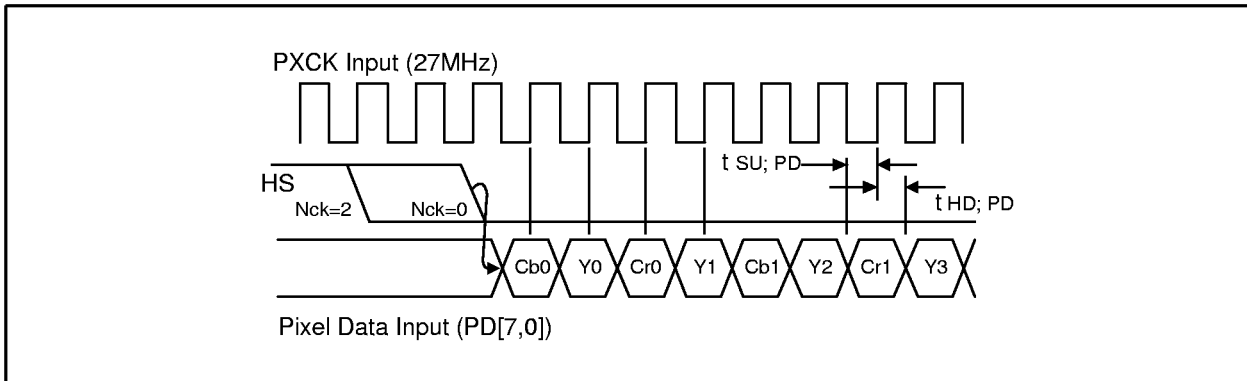 PXCK Input (27MHz)
t SU; PD
HS
Nck=2 Nck=0
t HD; PD
Cb0 Y0 Cr0 Y1 Cb1 Y2 Cr1 Y3
Pixel Data Input (PD[7,0])